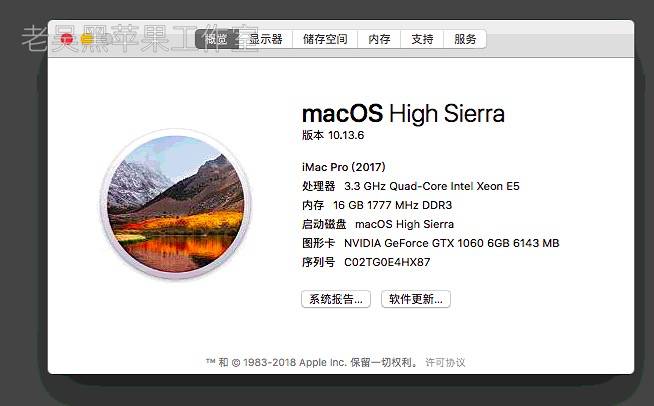 老吴黑苹果工作室
概览 显示器 储存空间 内存 支持 服务
macOS High Sierra
版本 10.13.6
iMac Pro (2017)
处理器 3.3 GHz Quad-Core Intel Xeon E5
内存 16 GB 1777 MHz DDR3
启动磁盘 macOS High Sierra
图形卡 NVIDIA GeForce GTX 1060 6GB 6143 MB
序列号 C02TG0E4HX87
系统报告... 软件更新...
™ 和 © 1983-2018 Apple Inc. 保留一切权利。 许可协议